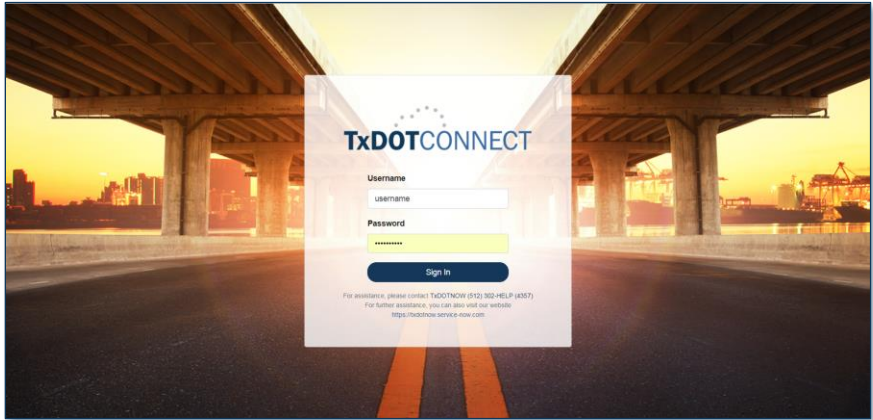 TxDOTCONNECT
Username
username
Password
••••••••••
Sign In
For assistance, please contact TxDOTNOW (512) 302-HELP (4357)
For further assistance, you can also visit our website
https://txdotnow.service-now.com